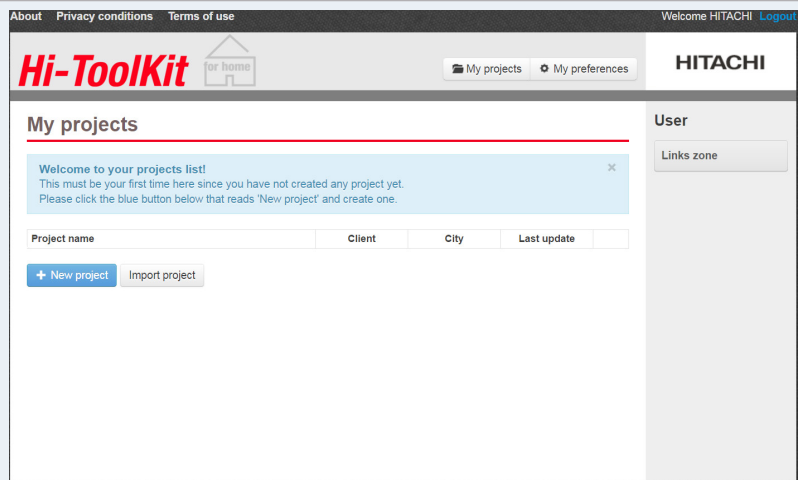 About Privacy conditions Terms of use Welcome HITACHI Logout
Hi-ToolKit for home My projects My preferences HITACHI
My projects
User
Links zone
Welcome to your projects list! ×
This must be your first time here since you have not created any project yet.
Please click the blue button below that reads 'New project' and create one.
Project name Client City Last update
+ New project Import project